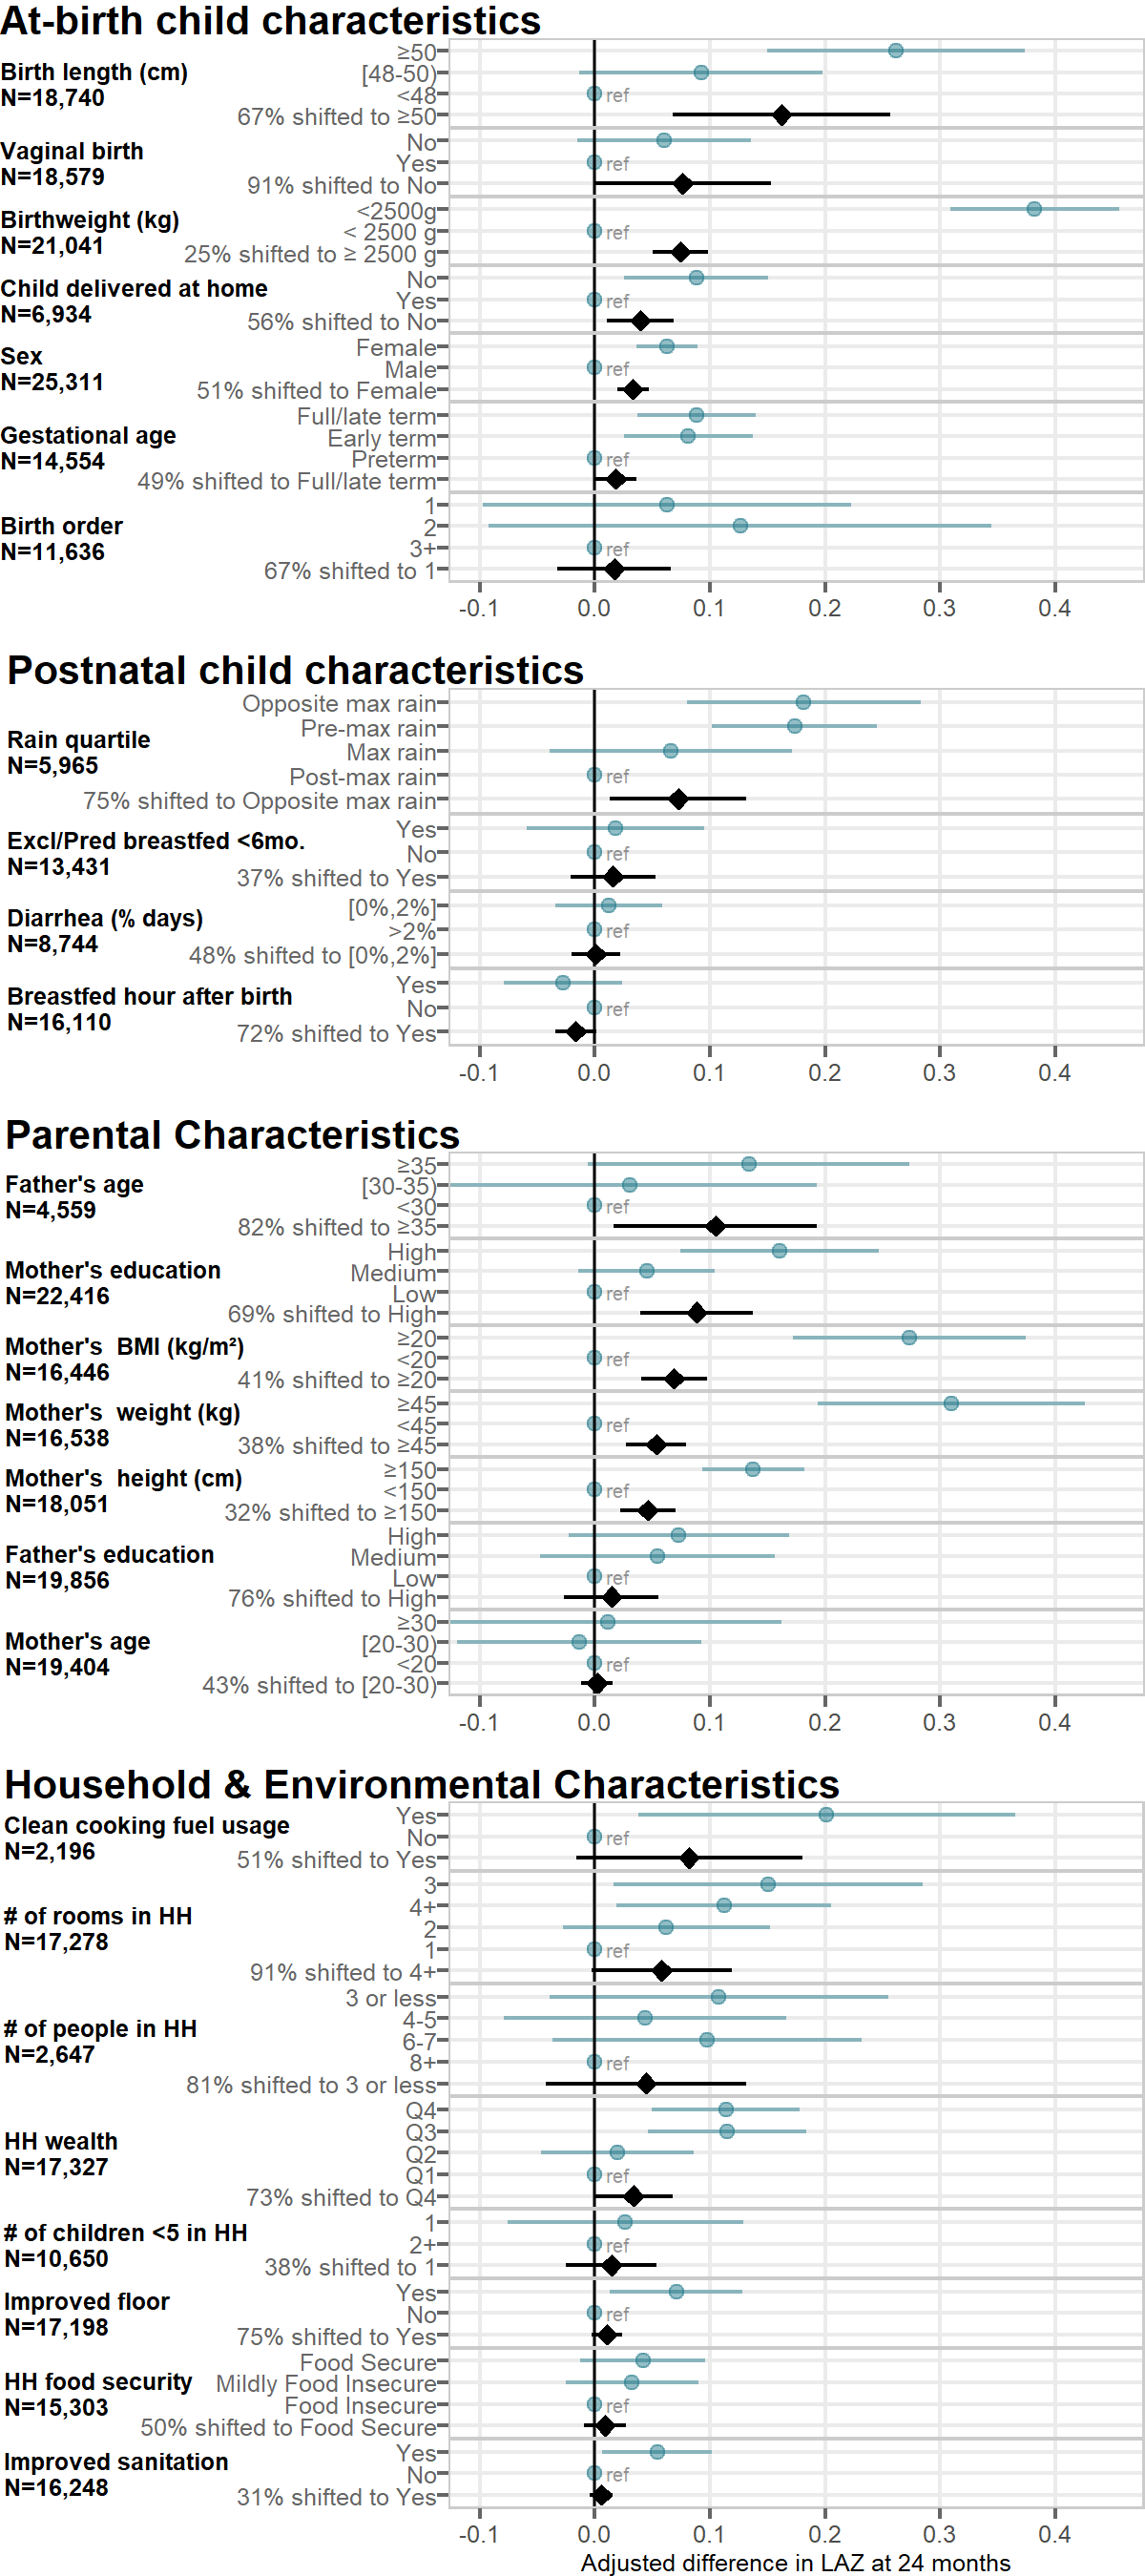 At-birth child characteristics
Birth length (cm)
N=18,740
≥50
[48-50)
<48
ref
67% shifted to ≥50
Vaginal birth
N=18,579
No
Yes
ref
91% shifted to No
Birthweight (kg)
N=21,041
<2500g
< 2500 g
ref
25% shifted to ≥ 2500 g
Child delivered at home
N=6,934
No
Yes
ref
56% shifted to No
Sex
N=25,311
Female
Male
ref
51% shifted to Female
Gestational age
N=14,554
Full/late term
Early term
Preterm
ref
49% shifted to Full/late term
Birth order
N=11,636
1
2
3+
ref
67% shifted to 1
-0.1 0.0 0.1 0.2 0.3 0.4
Postnatal child characteristics
Rain quartile
N=5,965
Opposite max rain
Pre-max rain
Max rain
Post-max rain
ref
75% shifted to Opposite max rain
Excl/Pred breastfed <6mo.
N=13,431
Yes
No
ref
37% shifted to Yes
Diarrhea (% days)
N=8,744
[0%,2%]
>2%
ref
48% shifted to [0%,2%]
Breastfed hour after birth
N=16,110
Yes
No
ref
72% shifted to Yes
-0.1 0.0 0.1 0.2 0.3 0.4
Parental Characteristics
Father's age
N=4,559
≥35
[30-35)
<30
ref
82% shifted to ≥35
Mother's education
N=22,416
High
Medium
Low
ref
69% shifted to High
Mother's BMI (kg/m²)
N=16,446
≥20
<20
ref
41% shifted to ≥20
Mother's weight (kg)
N=16,538
≥45
<45
ref
38% shifted to ≥45
Mother's height (cm)
N=18,051
≥150
<150
ref
32% shifted to ≥150
Father's education
N=19,856
High
Medium
Low
ref
76% shifted to High
Mother's age
N=19,404
≥30
[20-30)
<20
ref
43% shifted to [20-30)
-0.1 0.0 0.1 0.2 0.3 0.4
Household & Environmental Characteristics
Clean cooking fuel usage
N=2,196
Yes
No
ref
51% shifted to Yes
# of rooms in HH
N=17,278
3
4+
2
1
ref
91% shifted to 4+
# of people in HH
N=2,647
3 or less
4-5
6-7
8+
ref
81% shifted to 3 or less
HH wealth
N=17,327
Q4
Q3
Q2
Q1
ref
73% shifted to Q4
# of children <5 in HH
N=10,650
1
2+
ref
38% shifted to 1
Improved floor
N=17,198
Yes
No
ref
75% shifted to Yes
HH food security
N=15,303
Food Secure
Mildly Food Insecure
Food Insecure
ref
50% shifted to Food Secure
Improved sanitation
N=16,248
Yes
No
ref
31% shifted to Yes
-0.1 0.0 0.1 0.2 0.3 0.4
Adjusted difference in LAZ at 24 months